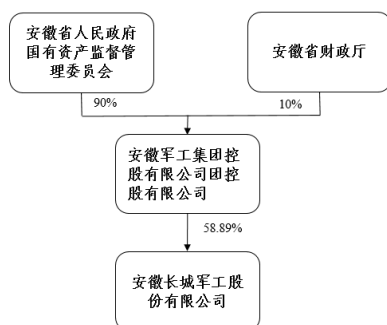 安徽省人民政府
国有资产监督管
理委员会
安徽省财政厅
90%
10%
安徽军工集团控
股有限公司团控
股有限公司
58.89%
安徽长城军工股
份有限公司